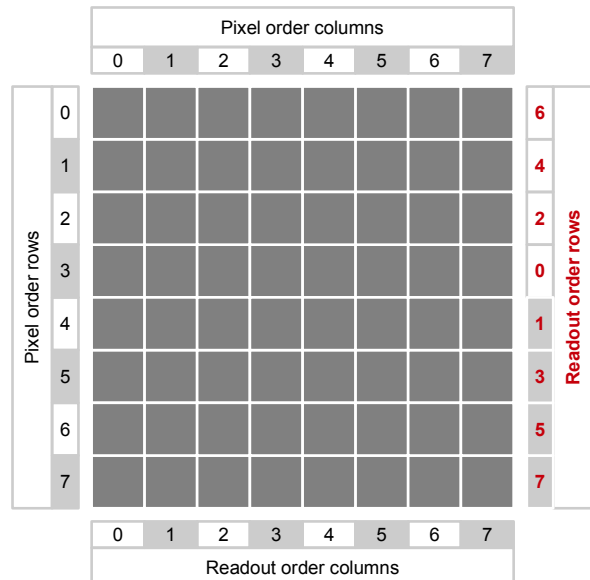 Pixel order columns
0 1 2 3 4 5 6 7
Pixel order rows
0 6
1 4
2 2
3 0
4 1
5 3
6 5
7 7
Readout order rows
0 1 2 3 4 5 6 7
Readout order columns